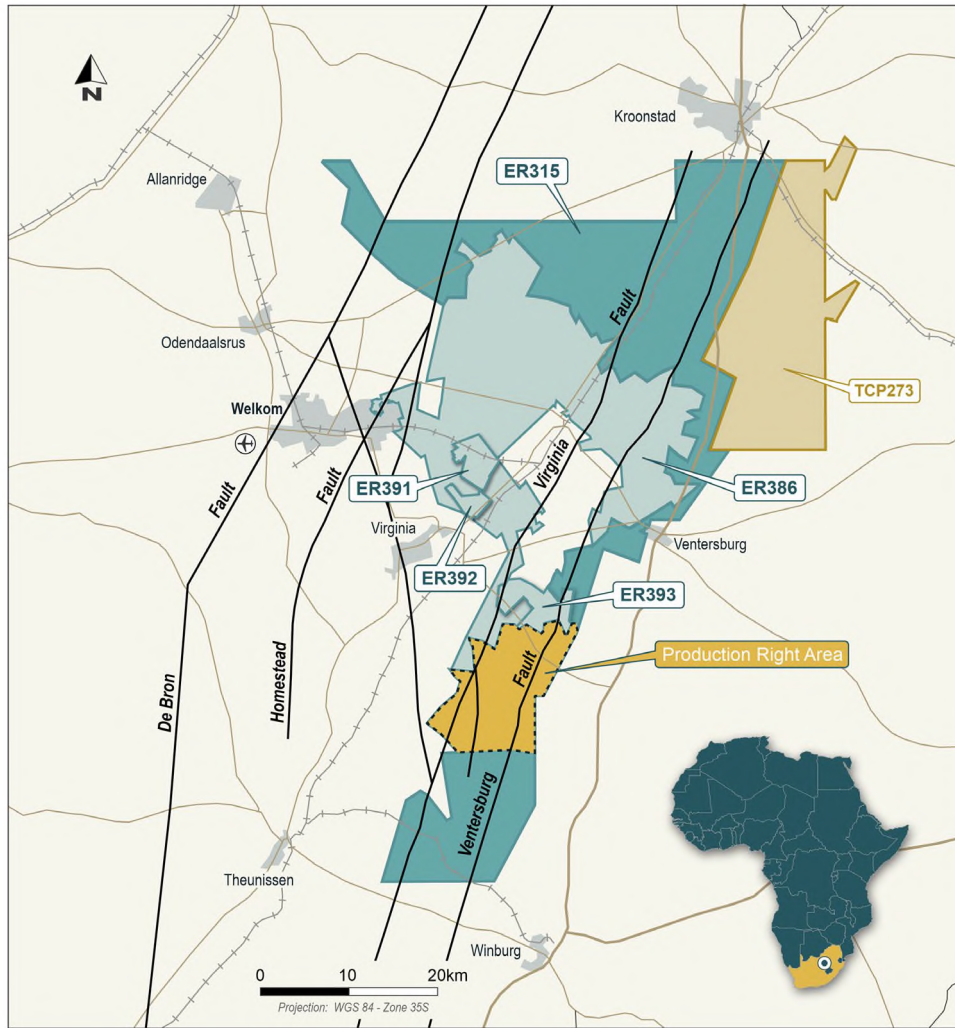 N
Kroonstad
Allanridge
ER315
Fault
Odendaalsrus
TCP273
Welkom
Fault
Fault
Virginia
ER391
ER386
Virginia
Ventersburg
ER392
ER393
Production Right Area
Fault
De Bron
Homestead
Ventersburg
Theunissen
Winburg
0 10 20km
Projection: WGS 84 - Zone 35S